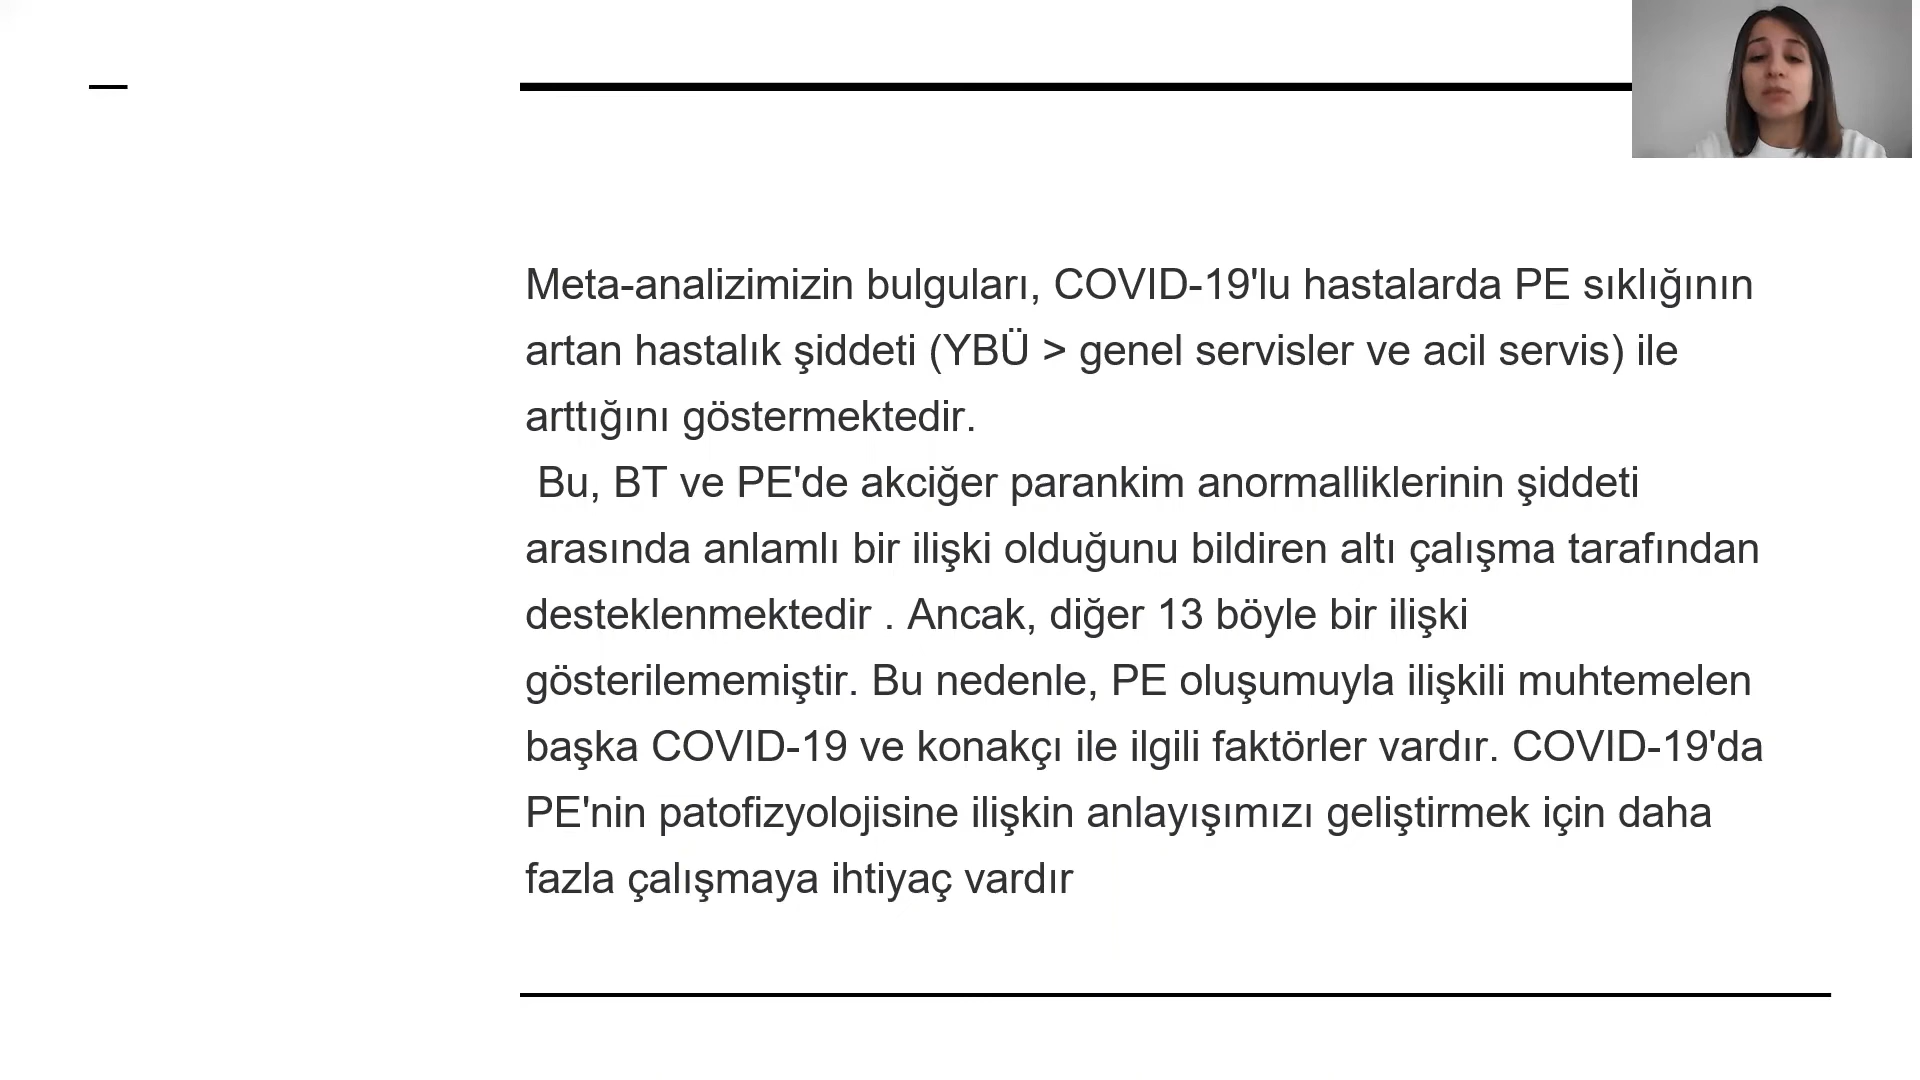 Meta-analizimizin bulguları, COVID-19'lu hastalarda PE sıklığının
artan hastalık şiddeti (YBÜ > genel servisler ve acil servis) ile
arttığını göstermektedir.
Bu, BT ve PE'de akciğer parankim anormalliklerinin şiddeti
arasında anlamlı bir ilişki olduğunu bildiren altı çalışma tarafından
desteklenmektedir . Ancak, diğer 13 böyle bir ilişki
gösterilememiştir. Bu nedenle, PE oluşumuyla ilişkili muhtemelen
başka COVID-19 ve konakçı ile ilgili faktörler vardır. COVID-19'da
PE'nin patofizyolojisine ilişkin anlayışımızı geliştirmek için daha
fazla çalışmaya ihtiyaç vardır